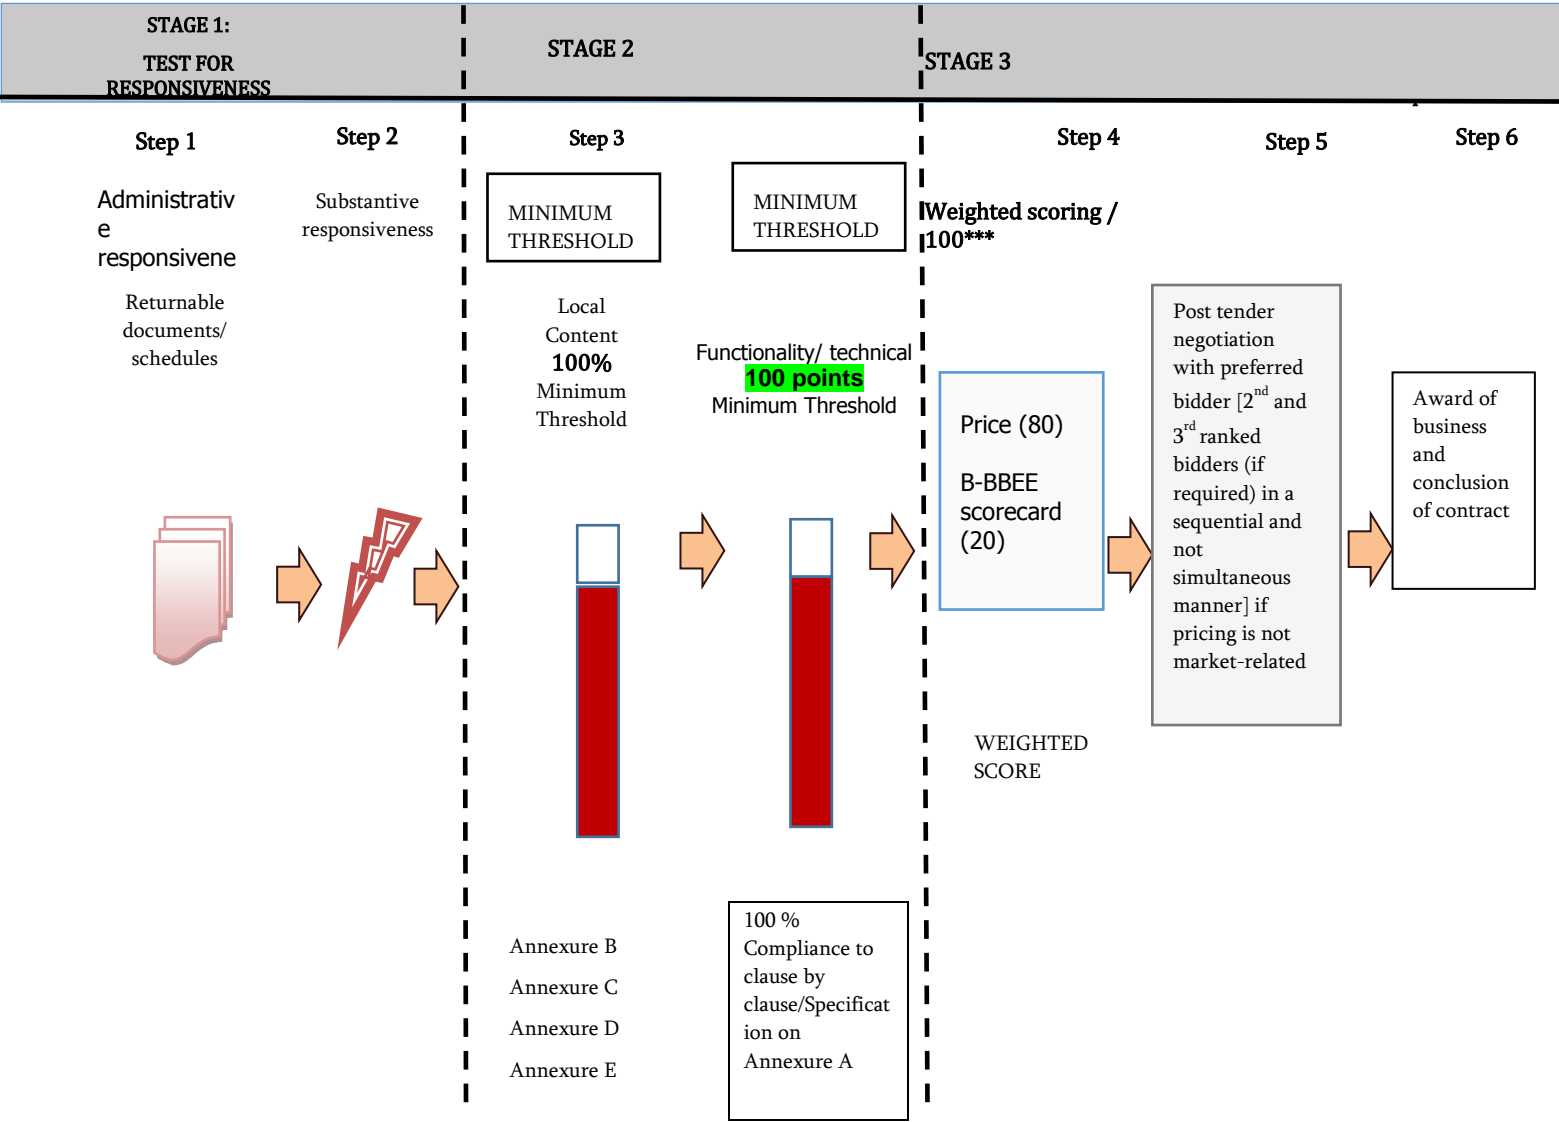 STAGE 1:
TEST FOR
RESPONSIVENESS
STAGE 2
STAGE 3
Step 1
Step 2
Step 3
Step 4
Step 5
Step 6
Administrativ
e
responsivene
Returnable
documents/
schedules
Substantive
responsiveness
MINIMUM
THRESHOLD
Local
Content
100%
Minimum
Threshold
MINIMUM
THRESHOLD
Functionality/ technical
100 points
Minimum Threshold
Weighted scoring /
100***
Price (80)
B-BBEE
scorecard
(20)
WEIGHTED
SCORE
Post tender
negotiation
with preferred
bidder [2nd and
3rd ranked
bidders (if
required) in a
sequential and
not
simultaneous
manner] if
pricing is not
market-related
Award of
business
and
conclusion
of contract
Annexure B
Annexure C
Annexure D
Annexure E
100 %
Compliance to
clause by
clause/Specificat
ion on
Annexure A